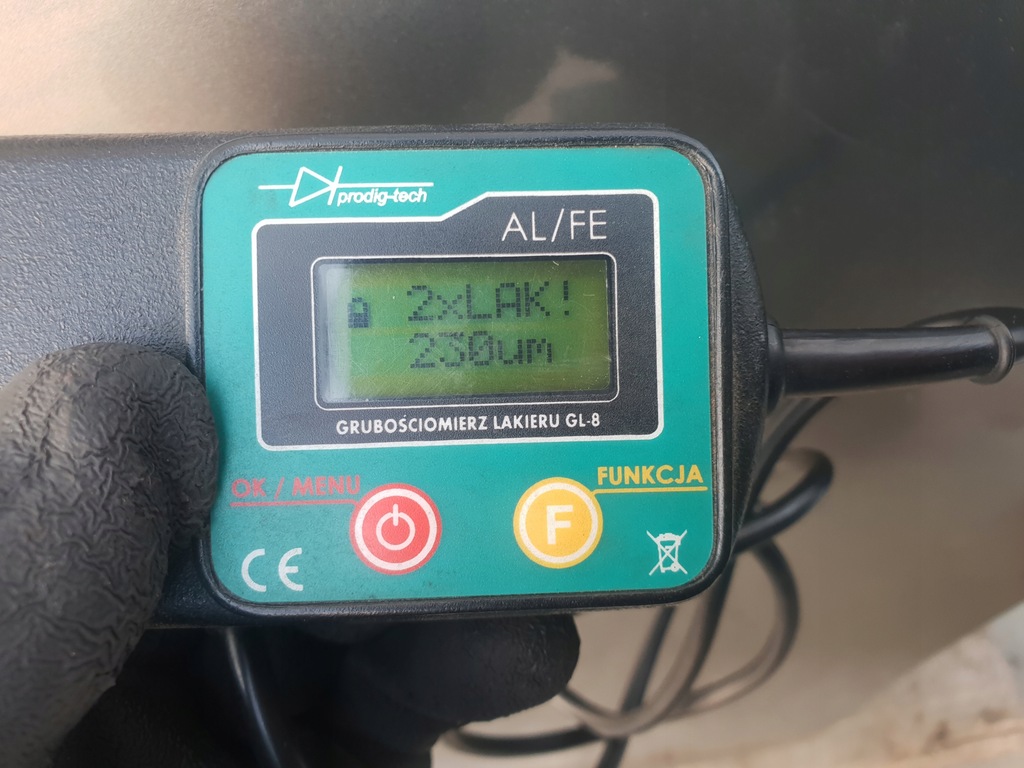 prodig-tech
AL/FE
2xLAK!
230um
GRUBOŚCIOMIERZ LAKIERU GL-8
OK / MENU
FUNKCJA
F
CE